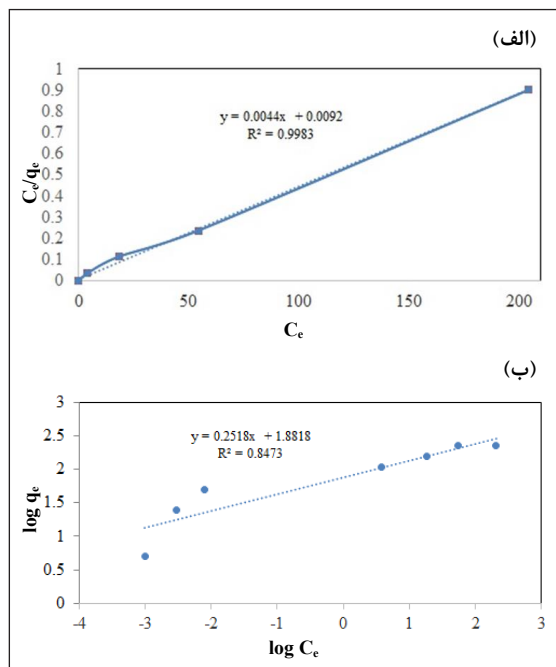 (الف)
1
0.9
0.8
0.7
0.6
0.5
0.4
0.3
0.2
0.1
0
y = 0.0044x + 0.0092
R² = 0.9983
Cₑ/qₑ
0 50 100 150 200
Cₑ
(ب)
3
2.5
2
1.5
1
0.5
0
y = 0.2518x + 1.8818
R² = 0.8473
log qₑ
-4 -3 -2 -1 0 1 2 3
log Cₑ